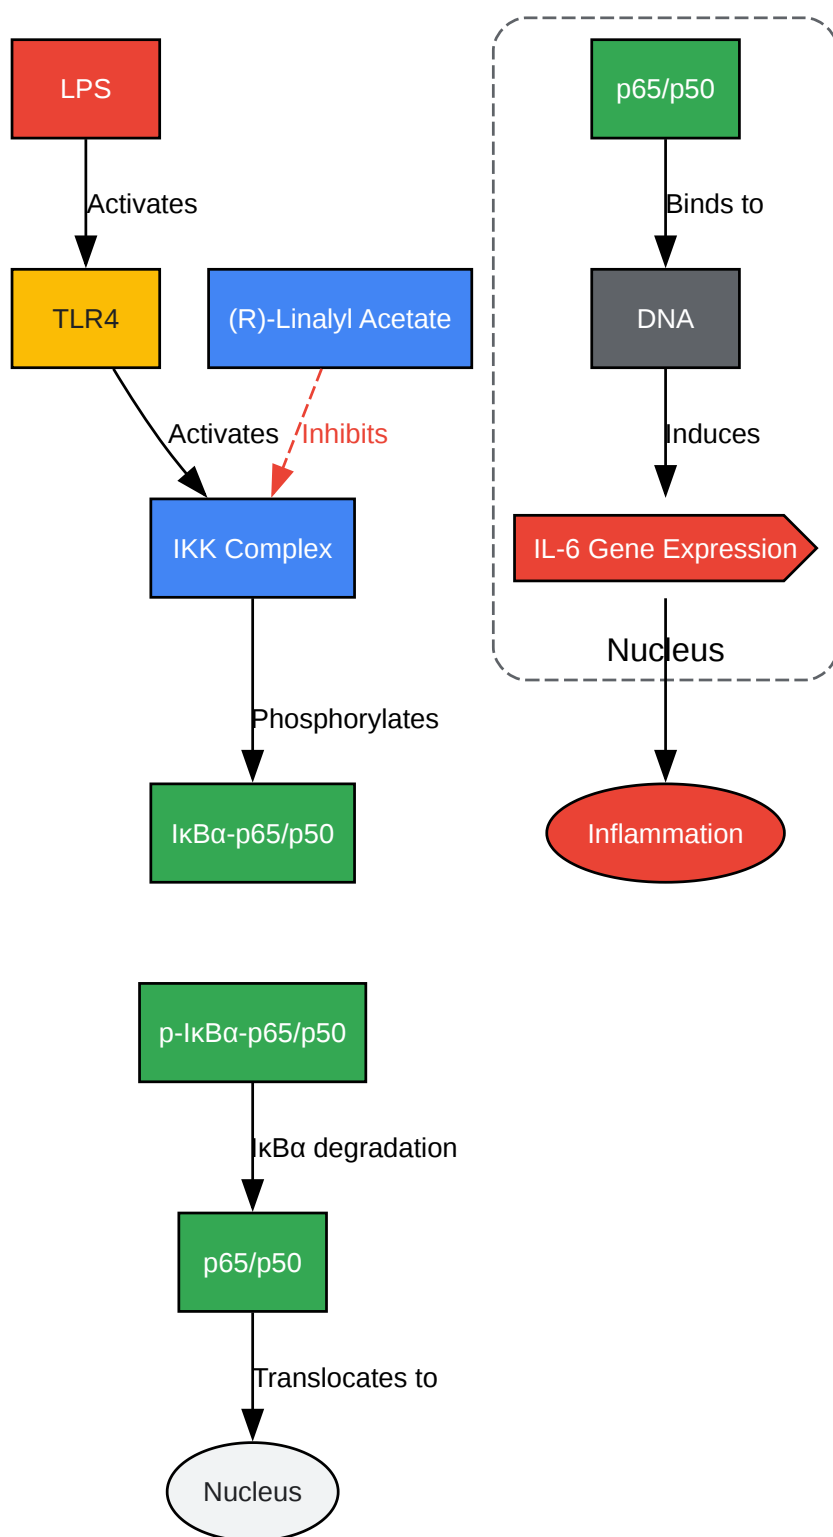 LPS
Activates
TLR4
(R)-Linalyl Acetate
Activates
Inhibits
IKK Complex
Phosphorylates
IκBα-p65/p50
p-IκBα-p65/p50
IκBα degradation
p65/p50
Translocates to
Nucleus
p65/p50
Binds to
DNA
Induces
IL-6 Gene Expression
Nucleus
Inflammation